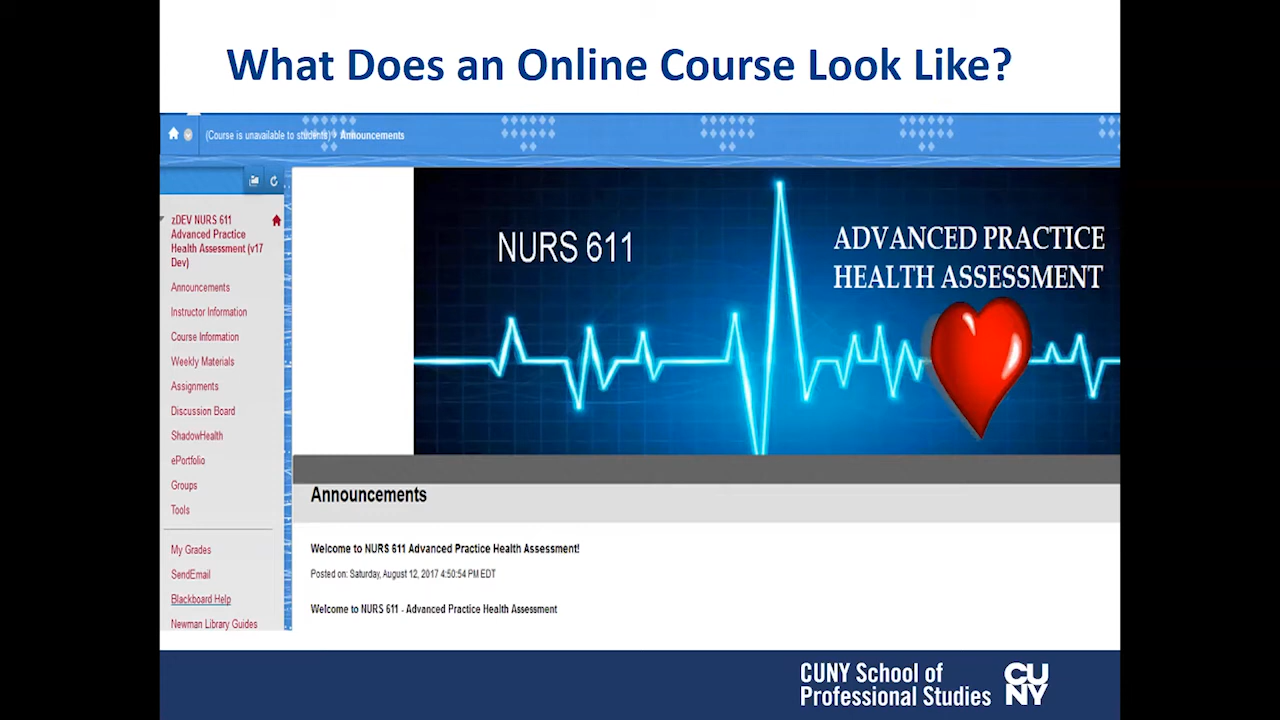 What Does an Online Course Look Like?
(Course is unavailable to students) Announcements
zDEV NURS 611
Advanced Practice
Health Assessment (v17
Dev)
Announcements
Instructor Information
Course Information
Weekly Materials
Assignments
Discussion Board
ShadowHealth
ePortfolio
Groups
Tools
My Grades
SendEmail
Blackboard Help
Newman Library Guides
NURS 611
ADVANCED PRACTICE
HEALTH ASSESSMENT
Announcements
Welcome to NURS 611 Advanced Practice Health Assessment!
Posted on: Saturday, August 12, 2017 4:50:54 PM EDT
Welcome to NURS 611 - Advanced Practice Health Assessment
CUNY School of
Professional Studies
CU
NY